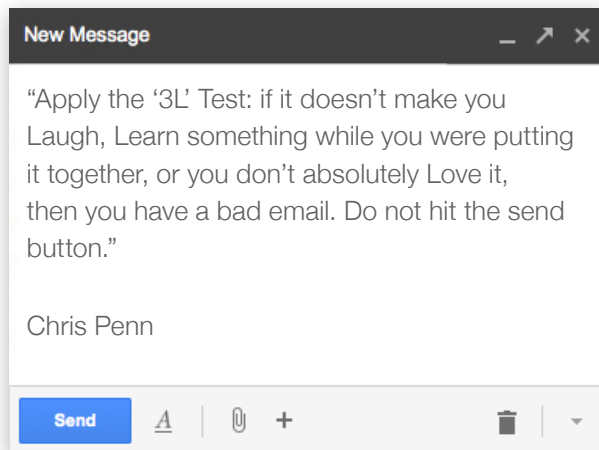 New Message
“Apply the ‘3L’ Test: if it doesn’t make you
Laugh, Learn something while you were putting
it together, or you don’t absolutely Love it,
then you have a bad email. Do not hit the send
button.”
Chris Penn
Send A